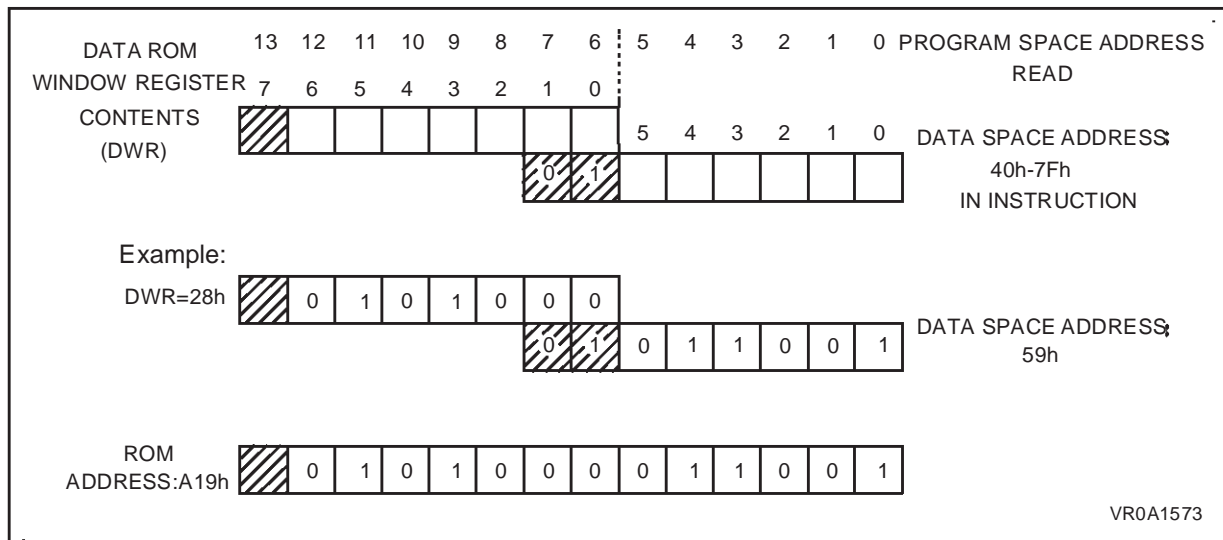 13 12 11 10 9 8 7 6 5 4 3 2 1 0 PROGRAM SPACE ADDRESS
READ
DATA ROM
WINDOW REGISTER 7 6 5 4 3 2 1 0
CONTENTS
(DWR)
5 4 3 2 1 0 DATA SPACE ADDRESS:
40h-7Fh
IN INSTRUCTION
0 1
Example:
DWR=28h 0 1 0 1 0 0 0
0 1 0 1 1 0 0 1 DATA SPACE ADDRESS:
59h
ROM
ADDRESS:A19h 0 1 0 1 0 0 0 0 1 1 0 0 1
VR0A1573